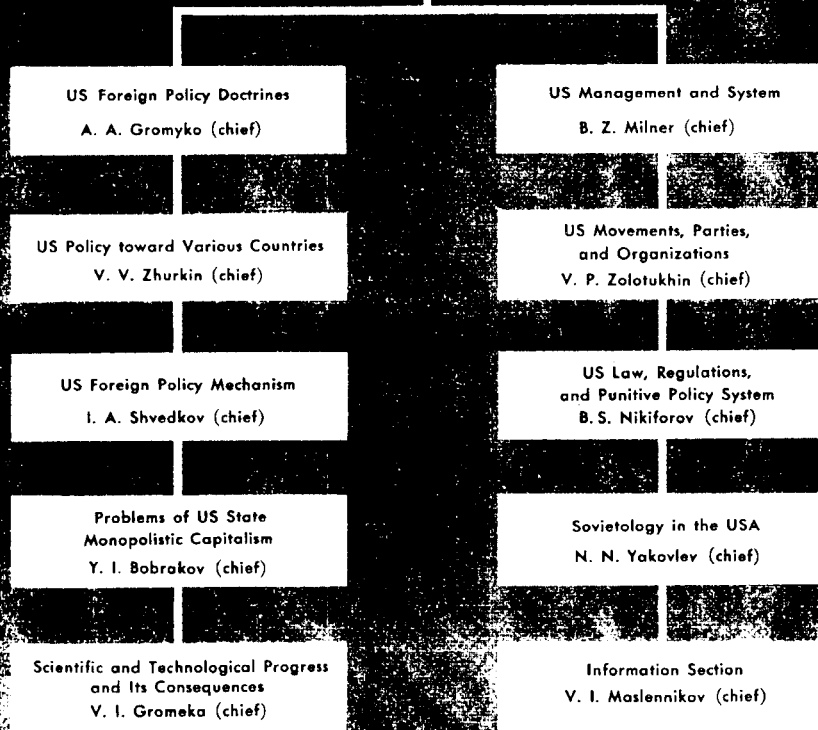 US Foreign Policy Doctrines
A. A. Gromyko (chief)
US Policy toward Various Countries
V. V. Zhurkin (chief)
US Foreign Policy Mechanism
I. A. Shvedkov (chief)
Problems of US State
Monopolistic Capitalism
Y. I. Bobrakov (chief)
Scientific and Technological Progress
and Its Consequences
V. I. Gromeka (chief)
US Management and System
B. Z. Milner (chief)
US Movements, Parties,
and Organizations
V. P. Zolotukhin (chief)
US Law, Regulations,
and Punitive Policy System
B. S. Nikiforov (chief)
Sovietology in the USA
N. N. Yakovlev (chief)
Information Section
V. I. Maslennikov (chief)